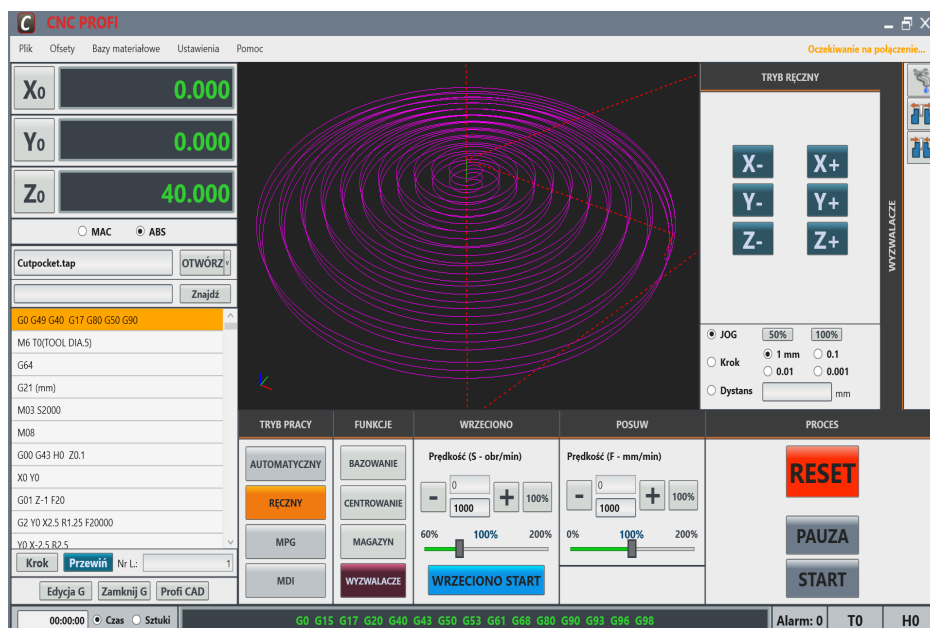 C CNC PROFI
Plik Ofsety Bazy materiałowe Ustawienia Pomoc Oczekiwanie na połączenie...
X0 0.000
Y0 0.000
Z0 40.000
MAC ABS
Cutpocket.tap OTWÓRZ
Znajdź
G0 G49 G40 G17 G80 G50 G90
M6 T0(TOOL DIA.5)
G64
G21 (mm)
M03 S2000
M08
G00 G43 H0 Z0.1
X0 Y0
G01 Z-1 F20
G2 Y0 X2.5 R1.25 F20000
Y0 X-2.5 R2.5
Krok Przewiń Nr L.: 1
Edycja G Zamknij G Profi CAD
TRYB RĘCZNY
X- X+
Y- Y+
Z- Z+
WYZWALACZE
JOG 50% 100%
Krok 1 mm 0.1
0.01 0.001
Dystans mm
TRYB PRACY
AUTOMATYCZNY
RĘCZNY
MPG
MDI
FUNKCJE
BAZOWANIE
CENTROWANIE
MAGAZYN
WYZWALACZE
WRZECIONO
Prędkość (S - obr/min)
0
- 1000 + 100%
60% 100% 200%
WRZECIONO START
POSUW
Prędkość (F - mm/min)
0
- 1000 + 100%
0% 100% 200%
PROCES
RESET
PAUZA
START
00:00:00 Czas Sztuki G0 G15 G17 G20 G40 G43 G50 G53 G61 G68 G80 G90 G93 G96 G98 Alarm: 0 T0 H0